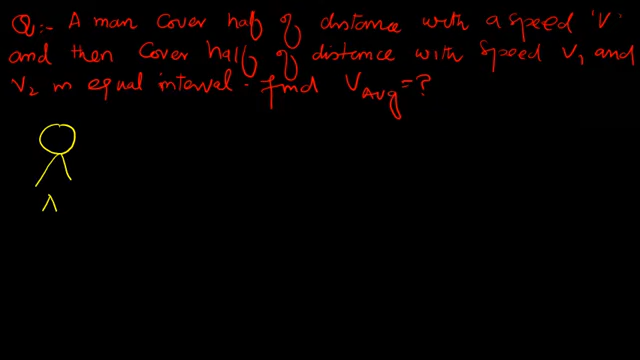 Q:- A man cover half of distance with a speed 'V'
and then cover half of distance with speed V₁ and
V₂ in equal interval. find V_Avg = ?